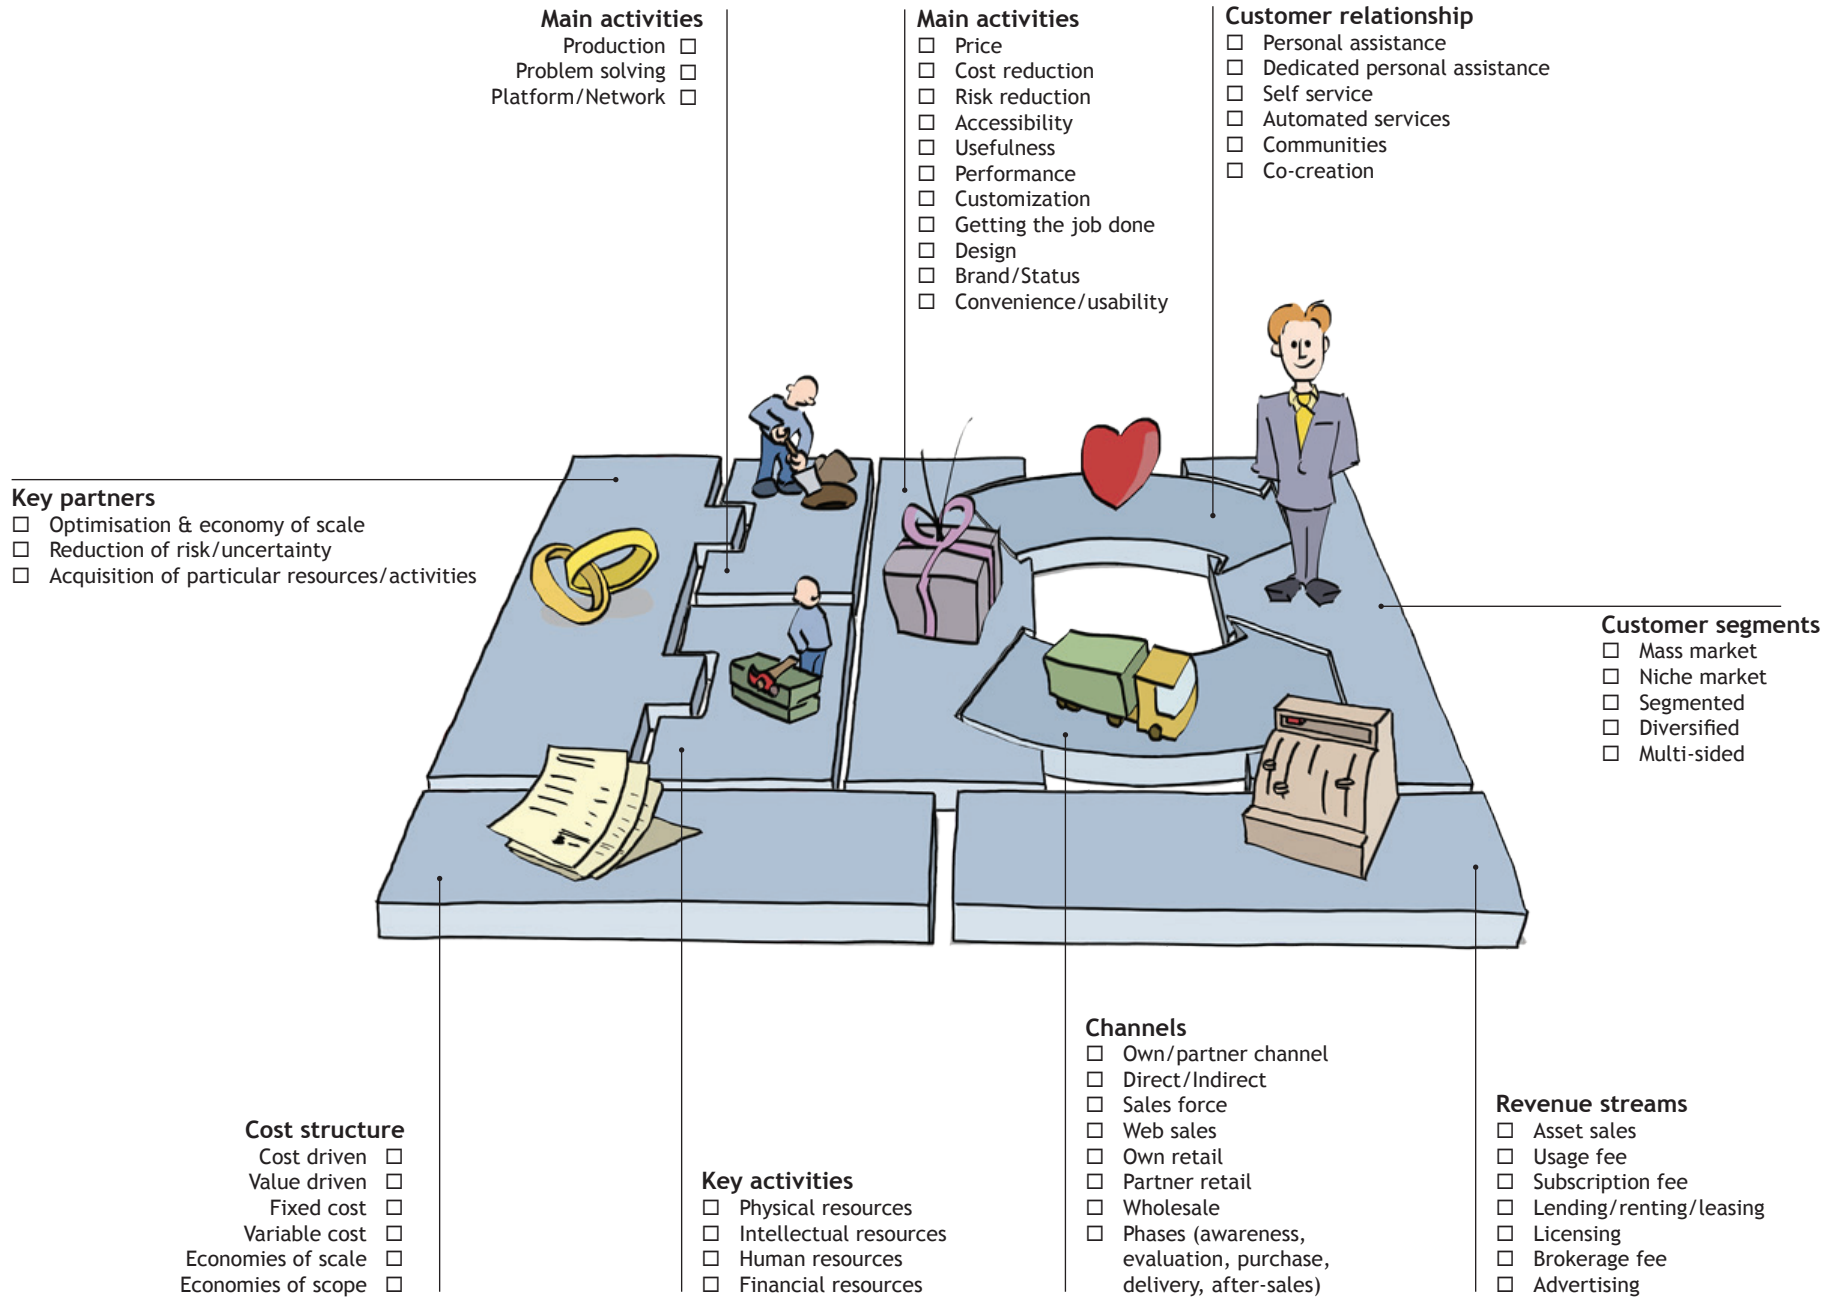 Main activities
Production ☐
Problem solving ☐
Platform/Network ☐
Main activities
☐ Price
☐ Cost reduction
☐ Risk reduction
☐ Accessibility
☐ Usefulness
☐ Performance
☐ Customization
☐ Getting the job done
☐ Design
☐ Brand/Status
☐ Convenience/usability
Customer relationship
☐ Personal assistance
☐ Dedicated personal assistance
☐ Self service
☐ Automated services
☐ Communities
☐ Co-creation
Key partners
☐ Optimisation & economy of scale
☐ Reduction of risk/uncertainty
☐ Acquisition of particular resources/activities
Customer segments
☐ Mass market
☐ Niche market
☐ Segmented
☐ Diversified
☐ Multi-sided
Cost structure
Cost driven ☐
Value driven ☐
Fixed cost ☐
Variable cost ☐
Economies of scale ☐
Economies of scope ☐
Key activities
☐ Physical resources
☐ Intellectual resources
☐ Human resources
☐ Financial resources
Channels
☐ Own/partner channel
☐ Direct/Indirect
☐ Sales force
☐ Web sales
☐ Own retail
☐ Partner retail
☐ Wholesale
☐ Phases (awareness,
evaluation, purchase,
delivery, after-sales)
Revenue streams
☐ Asset sales
☐ Usage fee
☐ Subscription fee
☐ Lending/renting/leasing
☐ Licensing
☐ Brokerage fee
☐ Advertising